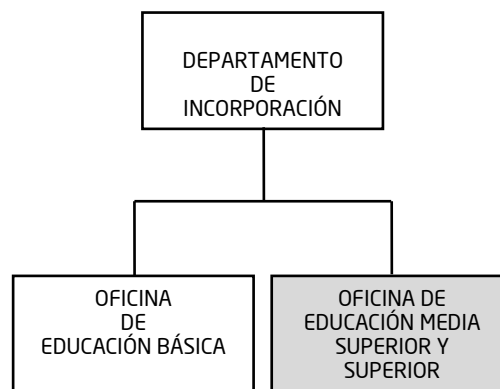 DEPARTAMENTO
DE
INCORPORACIÓN
OFICINA
DE
EDUCACIÓN BÁSICA
OFICINA DE
EDUCACIÓN MEDIA
SUPERIOR Y
SUPERIOR